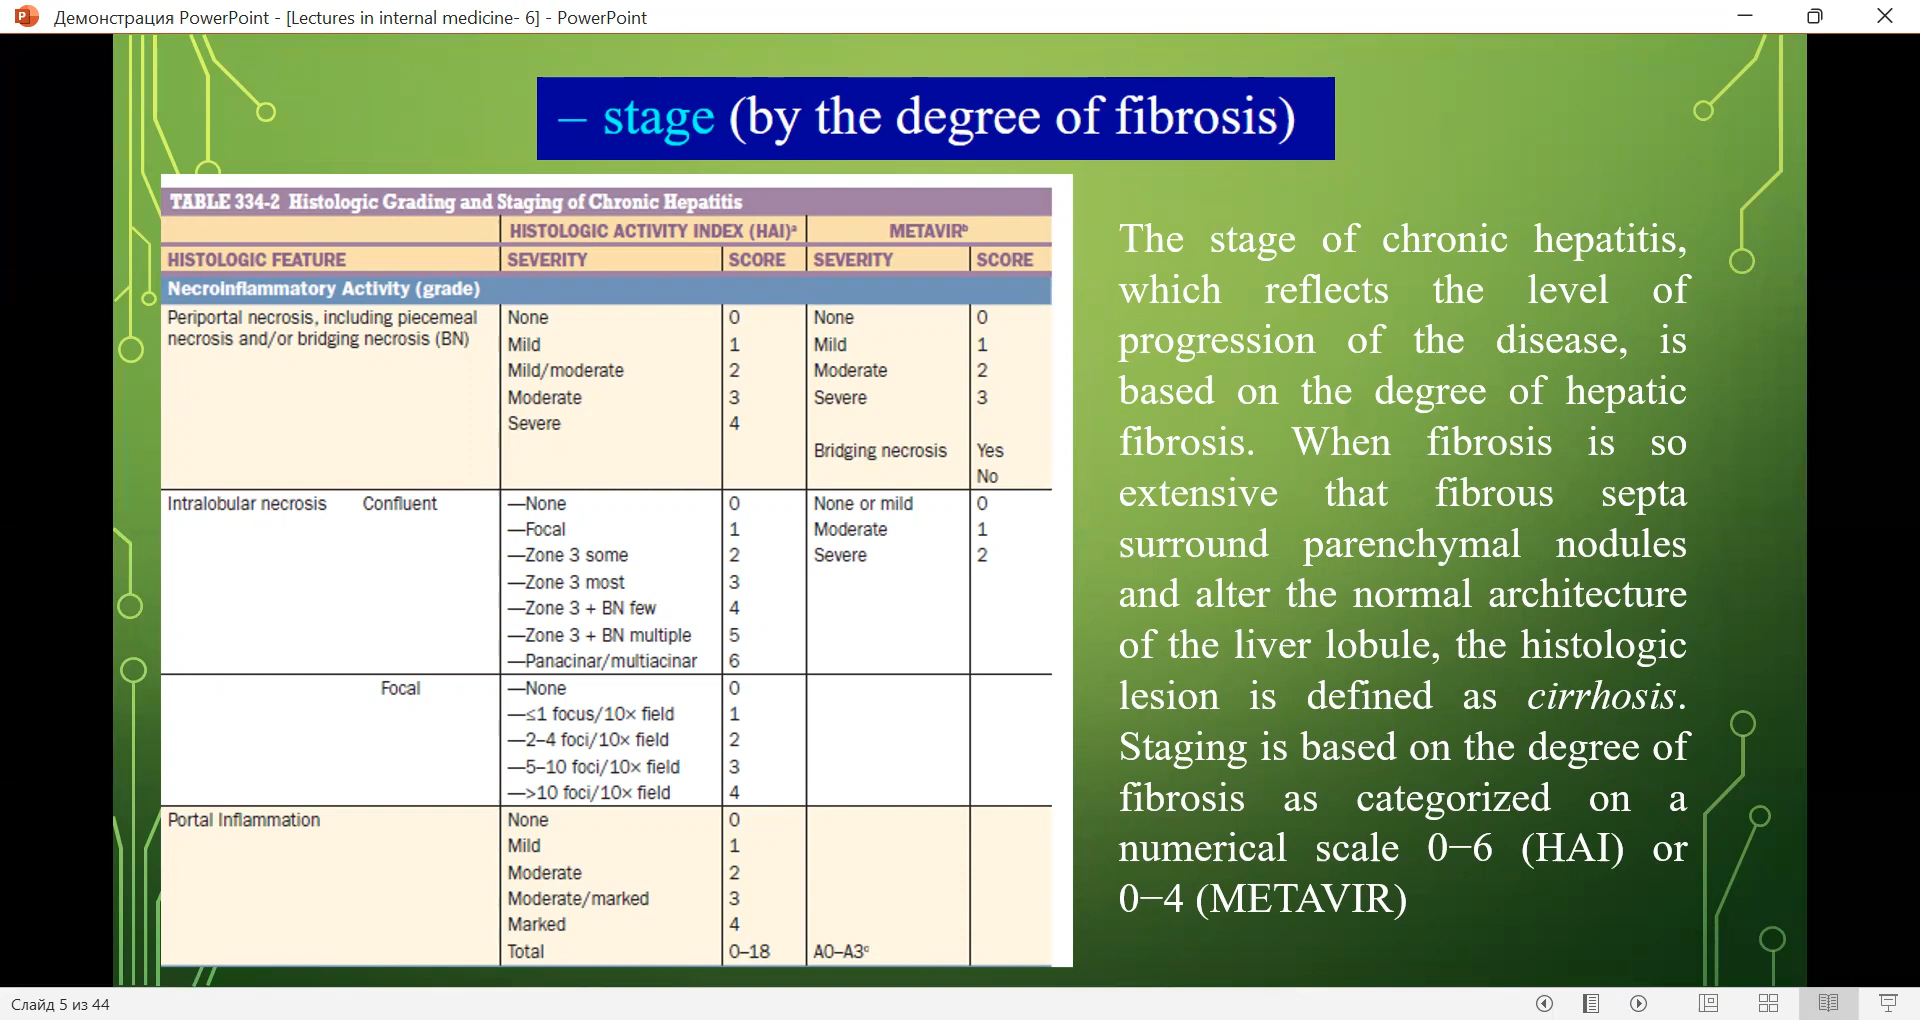 Демонстрация PowerPoint - [Lectures in internal medicine- 6] - PowerPoint
– stage (by the degree of fibrosis)
TABLE 334-2 Histologic Grading and Staging of Chronic Hepatitis
HISTOLOGIC ACTIVITY INDEX (HAI)ᵃ METAVIRᵇ
HISTOLOGIC FEATURE SEVERITY SCORE SEVERITY SCORE
Necroinflammatory Activity (grade)
Periportal necrosis, including piecemeal None 0 None 0
necrosis and/or bridging necrosis (BN) Mild 1 Mild 1
Mild/moderate 2 Moderate 2
Moderate 3 Severe 3
Severe 4
Bridging necrosis Yes
No
Intralobular necrosis Confluent —None 0 None or mild 0
—Focal 1 Moderate 1
—Zone 3 some 2 Severe 2
—Zone 3 most 3
—Zone 3 + BN few 4
—Zone 3 + BN multiple 5
—Panacinar/multiacinar 6
Focal —None 0
—≤1 focus/10× field 1
—2–4 foci/10× field 2
—5–10 foci/10× field 3
—>10 foci/10× field 4
Portal Inflammation None 0
Mild 1
Moderate 2
Moderate/marked 3
Marked 4
Total 0–18 A0–A3ᶜ
The stage of chronic hepatitis,
which reflects the level of
progression of the disease, is
based on the degree of hepatic
fibrosis. When fibrosis is so
extensive that fibrous septa
surround parenchymal nodules
and alter the normal architecture
of the liver lobule, the histologic
lesion is defined as cirrhosis.
Staging is based on the degree of
fibrosis as categorized on a
numerical scale 0−6 (HAI) or
0−4 (METAVIR)
Слайд 5 из 44